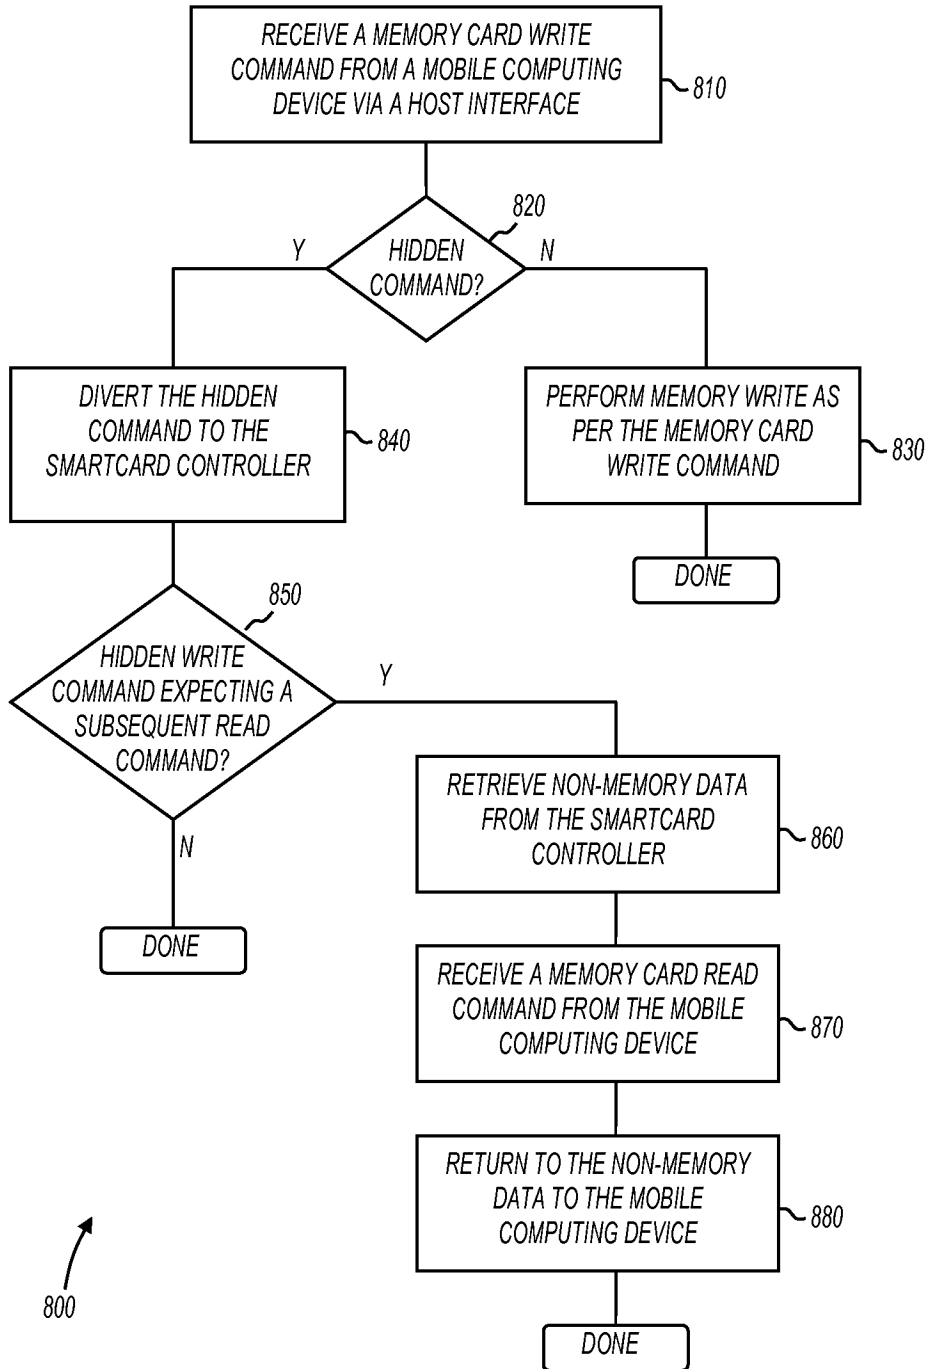 RECEIVE A MEMORY CARD WRITE
COMMAND FROM A MOBILE COMPUTING
DEVICE VIA A HOST INTERFACE
810
820
Y
HIDDEN
COMMAND?
N
DIVERT THE HIDDEN
COMMAND TO THE
SMARTCARD CONTROLLER
840
PERFORM MEMORY WRITE AS
PER THE MEMORY CARD
WRITE COMMAND
830
DONE
850
HIDDEN WRITE
COMMAND EXPECTING A
SUBSEQUENT READ
COMMAND?
Y
N
DONE
RETRIEVE NON-MEMORY DATA
FROM THE SMARTCARD
CONTROLLER
860
RECEIVE A MEMORY CARD READ
COMMAND FROM THE MOBILE
COMPUTING DEVICE
870
RETURN TO THE NON-MEMORY
DATA TO THE MOBILE
COMPUTING DEVICE
880
800
DONE